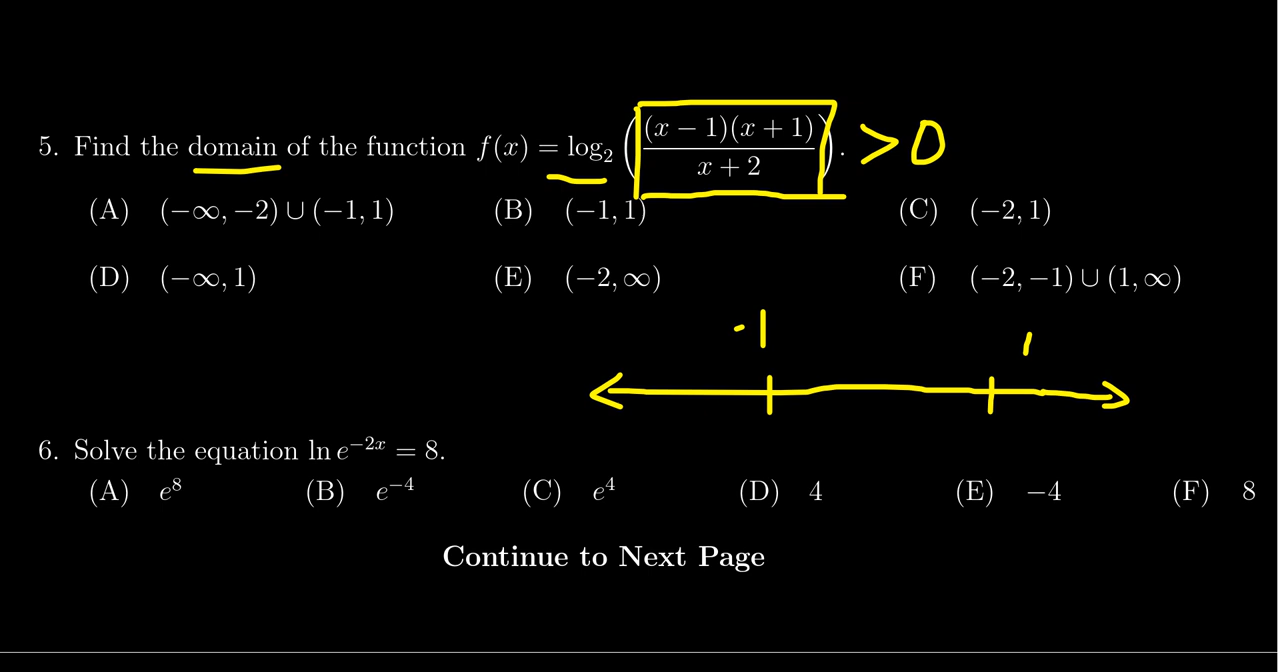 5. Find the domain of the function f(x) = log₂ ( (x − 1)(x + 1) / (x + 2) ). > 0
(A) (−∞, −2) ∪ (−1, 1) (B) (−1, 1) (C) (−2, 1)
(D) (−∞, 1) (E) (−2, ∞) (F) (−2, −1) ∪ (1, ∞)
-1 1
6. Solve the equation ln e⁻²ˣ = 8.
(A) e⁸ (B) e⁻⁴ (C) e⁴ (D) 4 (E) −4 (F) 8
Continue to Next Page